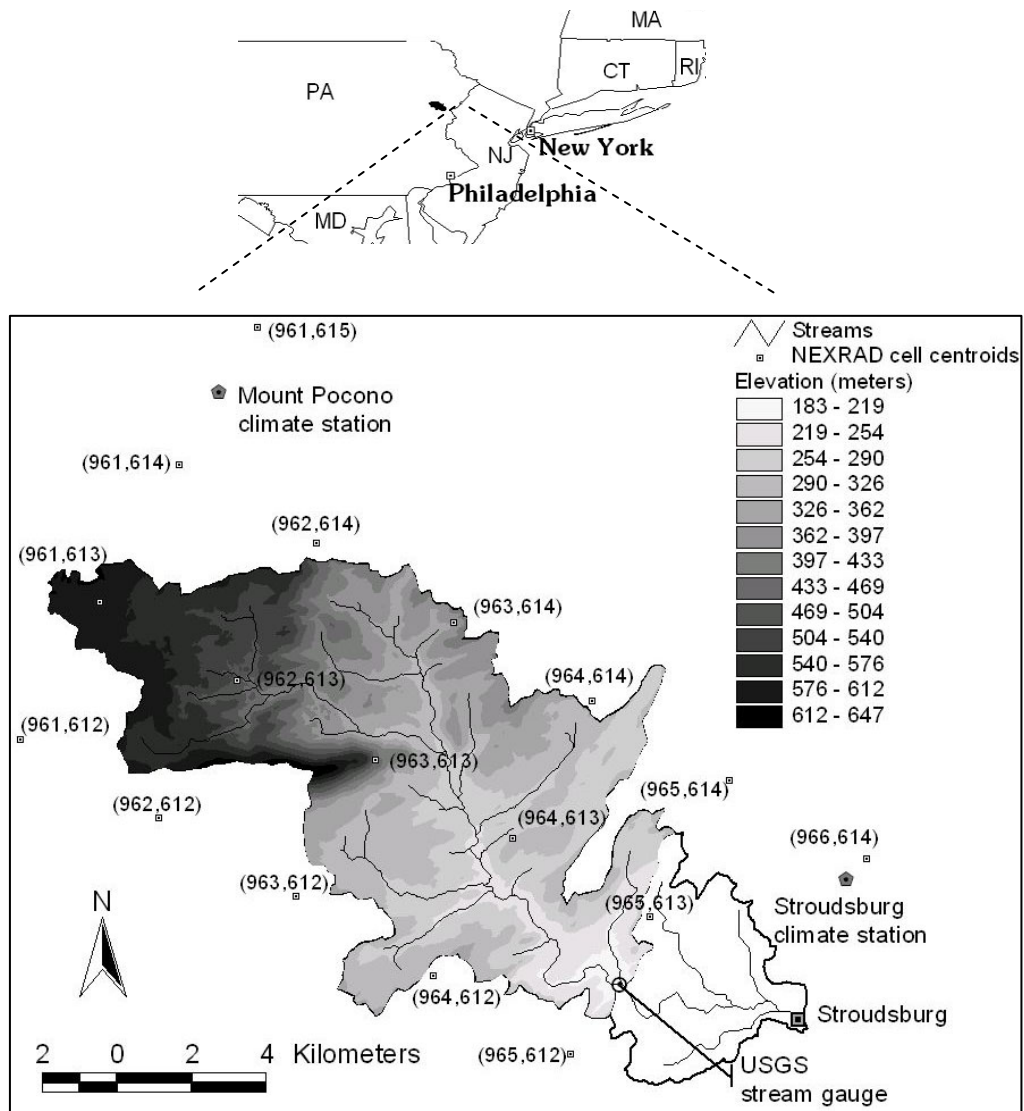 MA
CT
RI
PA
New York
NJ
Philadelphia
MD
(961,615)
Streams
NEXRAD cell centroids
Elevation (meters)
183 - 219
219 - 254
254 - 290
290 - 326
326 - 362
362 - 397
397 - 433
433 - 469
469 - 504
504 - 540
540 - 576
576 - 612
612 - 647
Mount Pocono
climate station
(961,614)
(962,614)
(961,613)
(963,614)
(962,613)
(964,614)
(961,612)
(963,613)
(965,614)
(962,612)
(964,613)
(966,614)
(963,612)
(965,613)
Stroudsburg
climate station
N
(964,612)
Stroudsburg
2 0 2 4 Kilometers
(965,612)
USGS
stream gauge